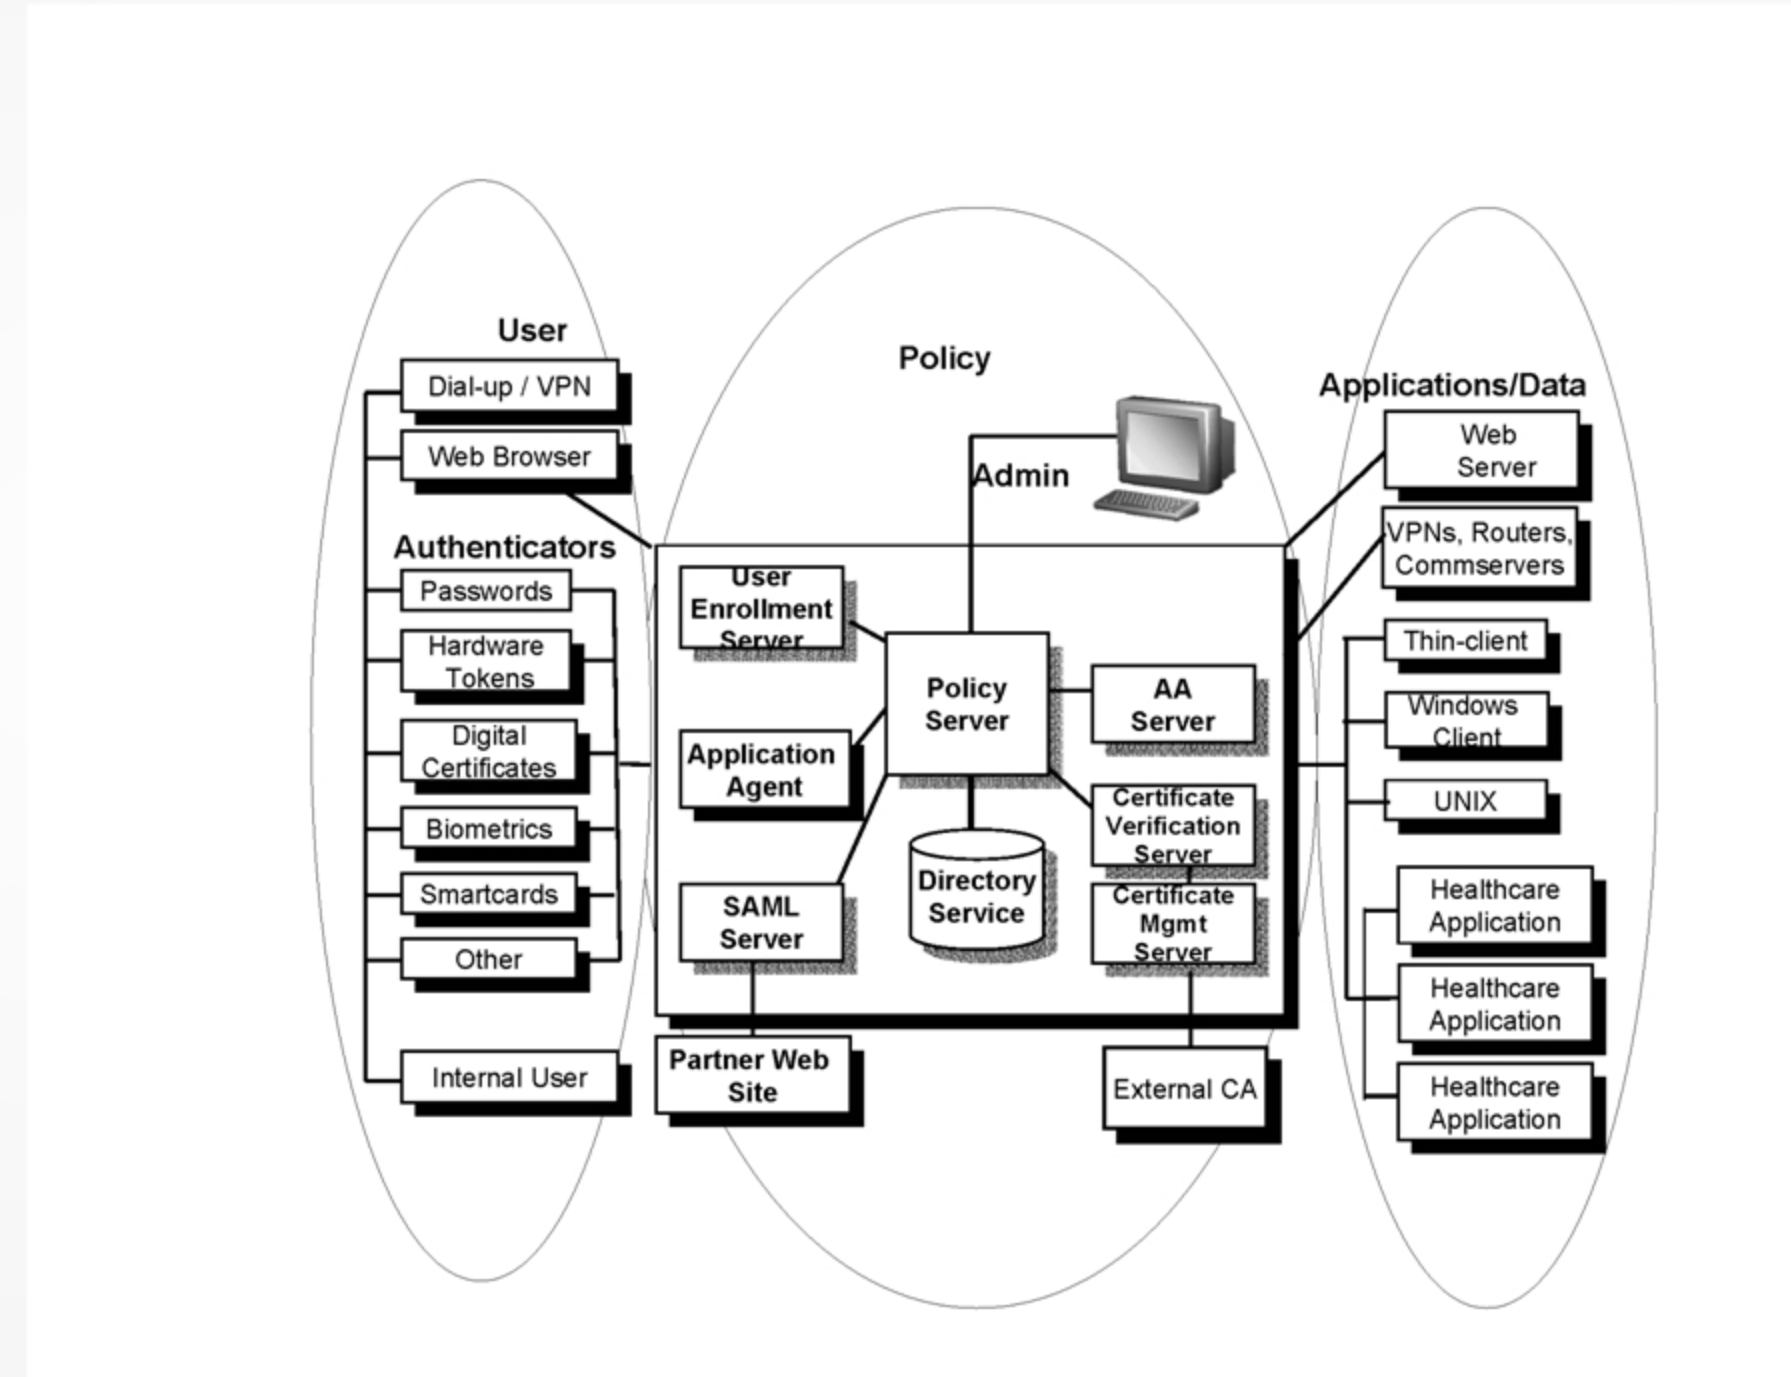 User
Dial-up / VPN
Web Browser
Authenticators
Passwords
Hardware
Tokens
Digital
Certificates
Biometrics
Smartcards
Other
Internal User
Policy
Admin
User
Enrollment
Server
Policy
Server
AA
Server
Application
Agent
Certificate
Verification
Server
Directory
Service
SAML
Server
Certificate
Mgmt
Server
Partner Web
Site
External CA
Applications/Data
Web
Server
VPNs, Routers,
Commservers
Thin-client
Windows
Client
UNIX
Healthcare
Application
Healthcare
Application
Healthcare
Application